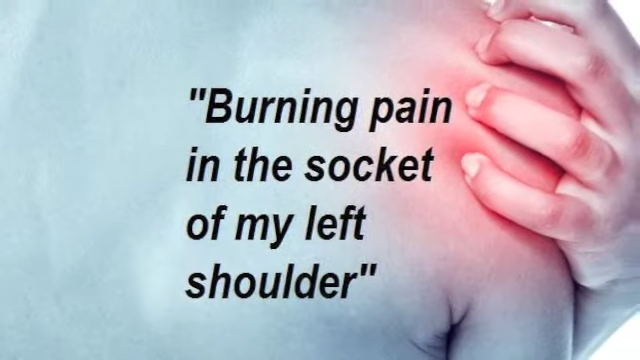 "Burning pain
in the socket
of my left
shoulder"